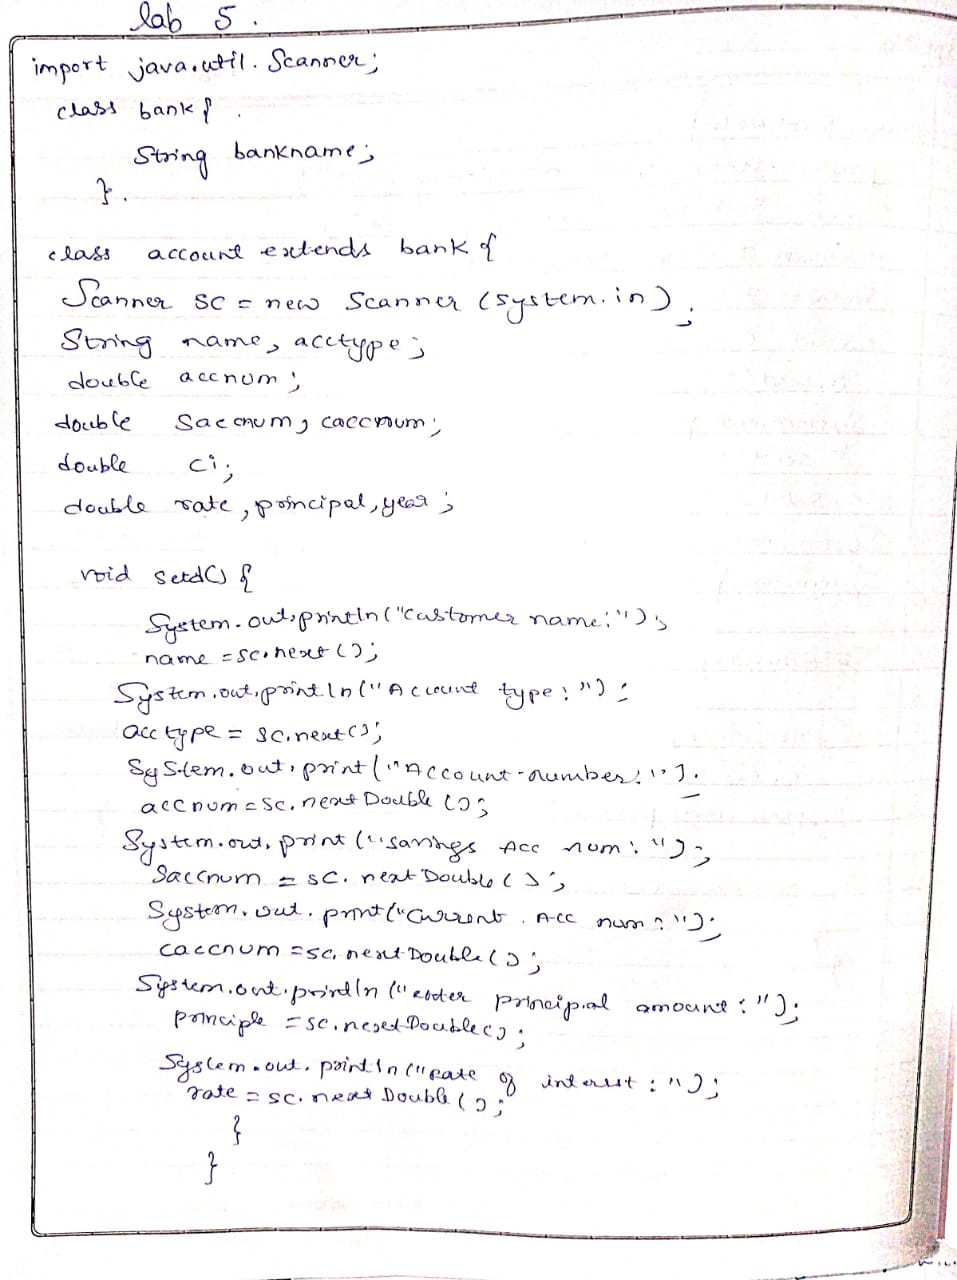 lab 5.
import java.util.Scanner;
class bank{
String bankname;
}.
class account extends bank{
Scanner sc = new Scanner (system.in);
String name, acctype;
double accnum;
double Saccnum, caccnum;
double ci;
double rate, principal, year;
void setd() {
System.out.println("Customer name:");
name = sc.next();
System.out.println("Account type:");
acctype = sc.next();
System.out.print("Account-number:").
accnum = sc.nextDouble();
System.out.print("savings Acc num:");
Saccnum = sc.nextDouble();
System.out.print("Current. Acc num:");
caccnum = sc.nextDouble();
System.out.println("enter principal amount:");
principle = sc.nextDouble();
System.out.println("Rate of interest:");
rate = sc.nextDouble();
}
}